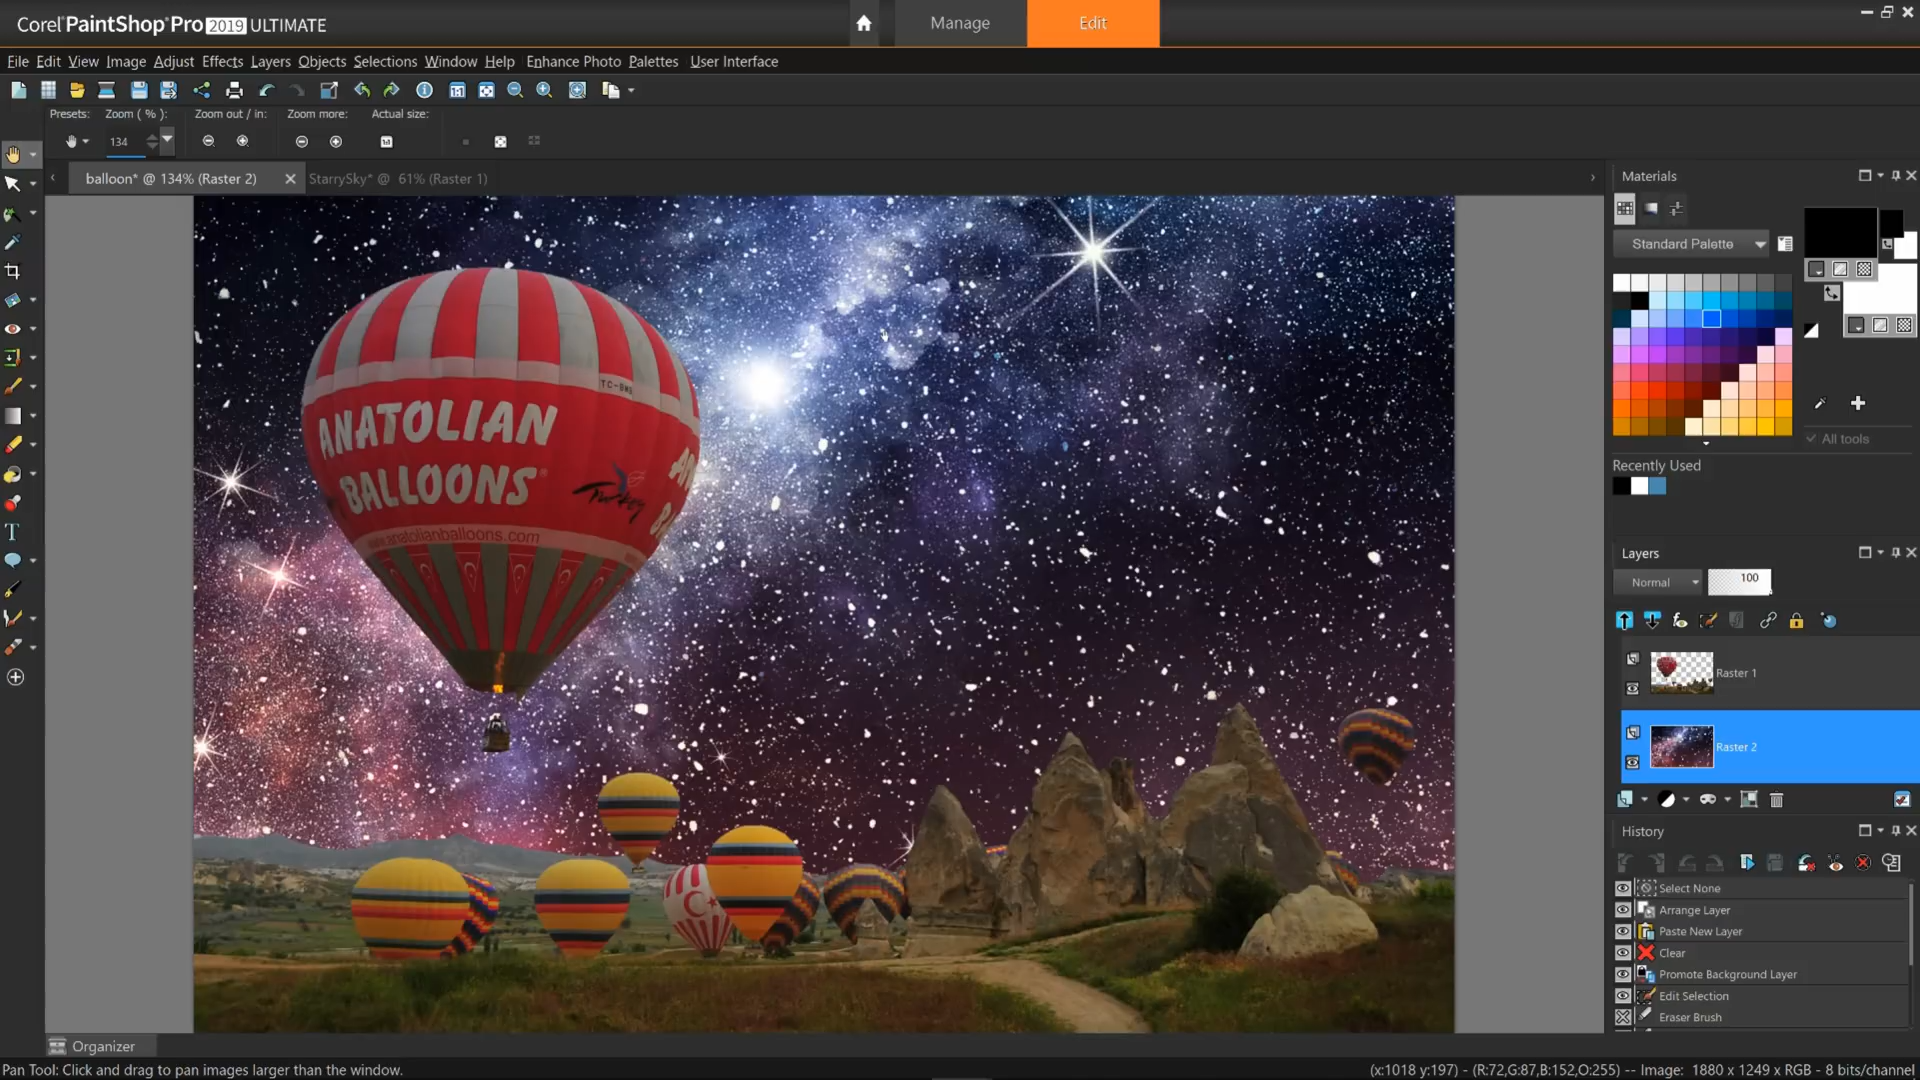 Corel PaintShop Pro 2019 ULTIMATE
Manage
Edit
File Edit View Image Adjust Effects Layers Objects Selections Window Help Enhance Photo Palettes User Interface
Presets: Zoom ( % ): Zoom out / in: Zoom more: Actual size:
134
balloon* @ 134% (Raster 2)
StarrySky* @ 61% (Raster 1)
ANATOLIAN
BALLOONS
Turkey
www.anatolianballoons.com
Materials
Standard Palette
All tools
Recently Used
Layers
Normal
100
Raster 1
Raster 2
History
Select None
Arrange Layer
Paste New Layer
Clear
Promote Background Layer
Edit Selection
Eraser Brush
Organizer
Pan Tool: Click and drag to pan images larger than the window.
(x:1018 y:197) - (R:72,G:87,B:152,O:255) -- Image: 1880 x 1249 x RGB - 8 bits/channel